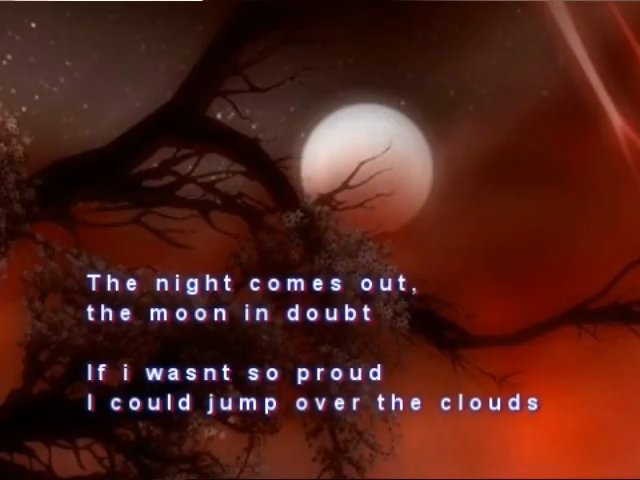 The night comes out,
the moon in doubt
If i wasnt so proud
I could jump over the clouds